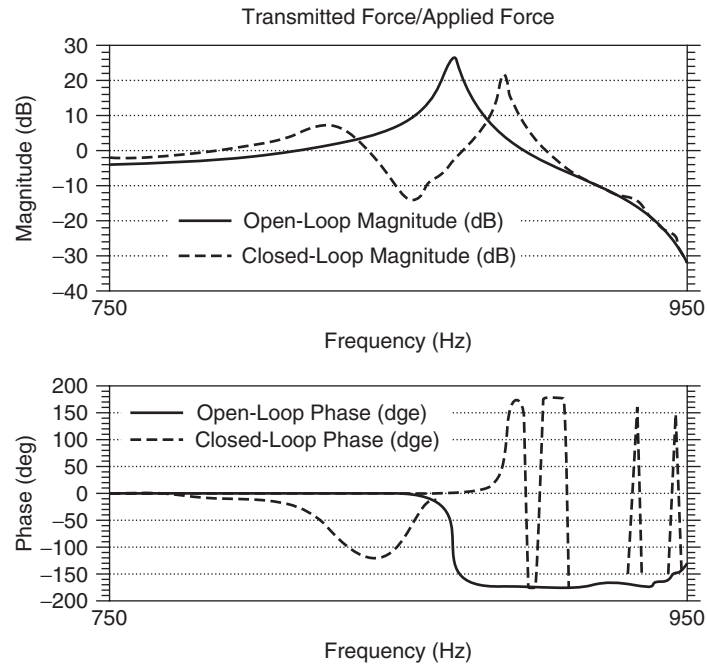 Transmitted Force/Applied Force
Magnitude (dB)
30
20
10
0
−10
−20
−30
−40
Open-Loop Magnitude (dB)
Closed-Loop Magnitude (dB)
750
950
Frequency (Hz)
Phase (deg)
200
150
100
50
0
−50
−100
−150
−200
Open-Loop Phase (dge)
Closed-Loop Phase (dge)
750
950
Frequency (Hz)